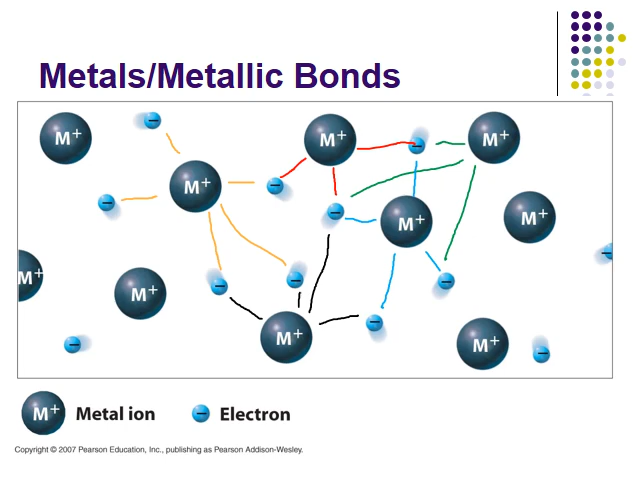 Metals/Metallic Bonds
M⁺
M⁺
M⁺
M⁺
M⁺
M⁺
M⁺
M⁺
M⁺
M⁺
M⁺ Metal ion − Electron
Copyright © 2007 Pearson Education, Inc., publishing as Pearson Addison-Wesley.